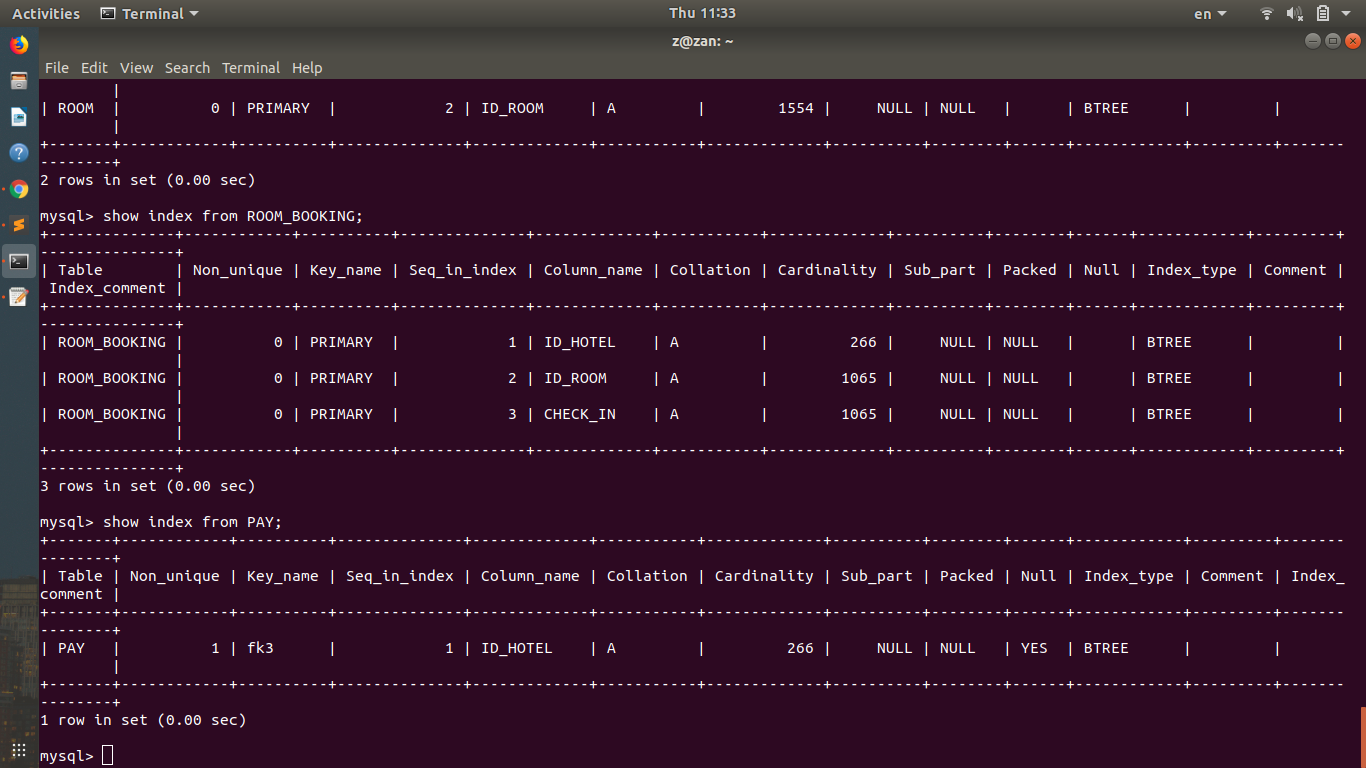 Activities Terminal Thu 11:33 en
z@zan: ~
File Edit View Search Terminal Help
|
| ROOM  |          0 | PRIMARY  |            2 | ID_ROOM     | A         |        1554 |     NULL | NULL   |      | BTREE      |         |
|
+-------+------------+----------+--------------+-------------+-----------+-------------+----------+--------+------+------------+---------+-------
--------+
2 rows in set (0.00 sec)
mysql> show index from ROOM_BOOKING;
+--------------+------------+----------+--------------+-------------+-----------+-------------+----------+--------+------+------------+---------+
---------------+
| Table        | Non_unique | Key_name | Seq_in_index | Column_name | Collation | Cardinality | Sub_part | Packed | Null | Index_type | Comment |
Index_comment |
+--------------+------------+----------+--------------+-------------+-----------+-------------+----------+--------+------+------------+---------+
---------------+
| ROOM_BOOKING |          0 | PRIMARY  |            1 | ID_HOTEL    | A         |         266 |     NULL | NULL   |      | BTREE      |         |
|
| ROOM_BOOKING |          0 | PRIMARY  |            2 | ID_ROOM     | A         |        1065 |     NULL | NULL   |      | BTREE      |         |
|
| ROOM_BOOKING |          0 | PRIMARY  |            3 | CHECK_IN    | A         |        1065 |     NULL | NULL   |      | BTREE      |         |
|
+--------------+------------+----------+--------------+-------------+-----------+-------------+----------+--------+------+------------+---------+
---------------+
3 rows in set (0.00 sec)
mysql> show index from PAY;
+-------+------------+----------+--------------+-------------+-----------+-------------+----------+--------+------+------------+---------+-------
--------+
| Table | Non_unique | Key_name | Seq_in_index | Column_name | Collation | Cardinality | Sub_part | Packed | Null | Index_type | Comment | Index_
comment |
+-------+------------+----------+--------------+-------------+-----------+-------------+----------+--------+------+------------+---------+-------
--------+
| PAY   |          1 | fk3      |            1 | ID_HOTEL    | A         |         266 |     NULL | NULL   | YES  | BTREE      |         |
|
+-------+------------+----------+--------------+-------------+-----------+-------------+----------+--------+------+------------+---------+-------
--------+
1 row in set (0.00 sec)
mysql>